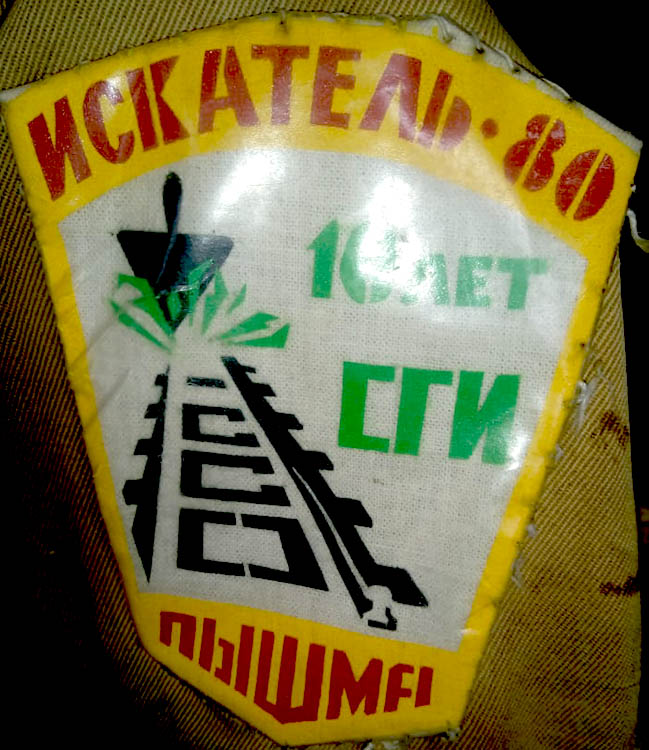 ИСКАТЕЛЬ·80
ЛЕТ
СГИ
С
С
О
ПЫШМА